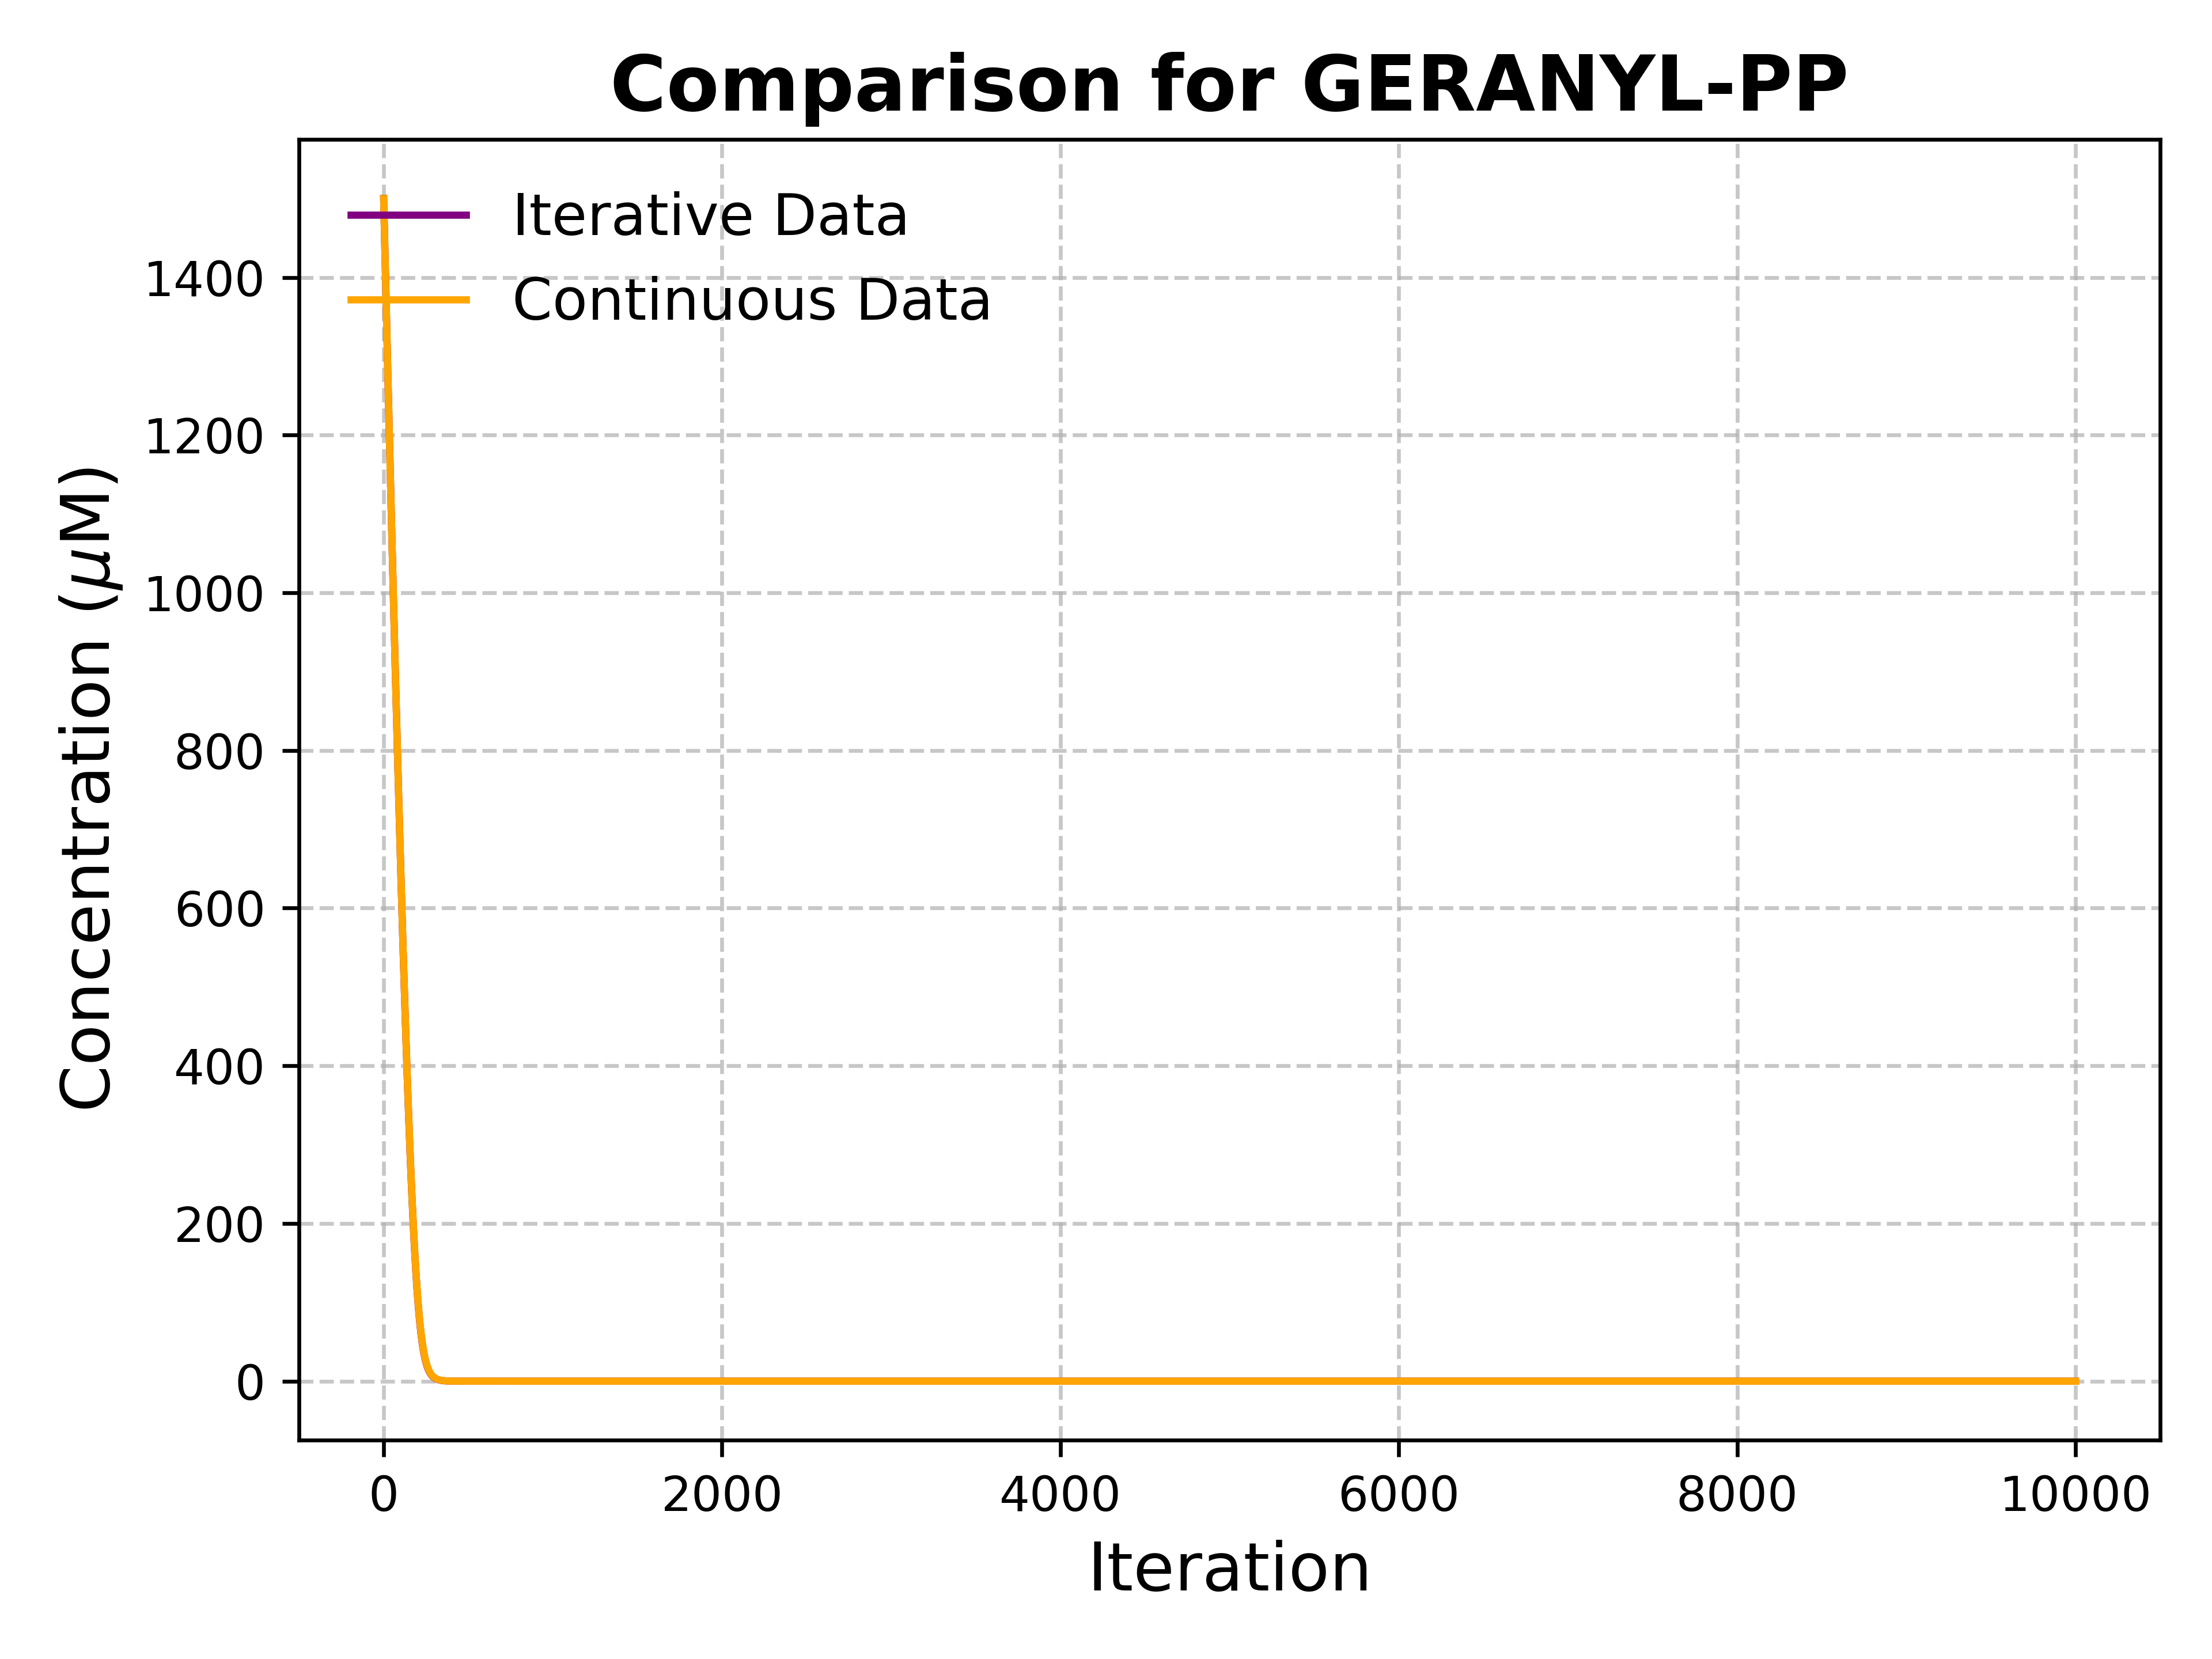 Comparison for GERANYL-PP
Iterative Data
Continuous Data
Concentration (μM)
1400
1200
1000
800
600
400
200
0
0 2000 4000 6000 8000 10000
Iteration